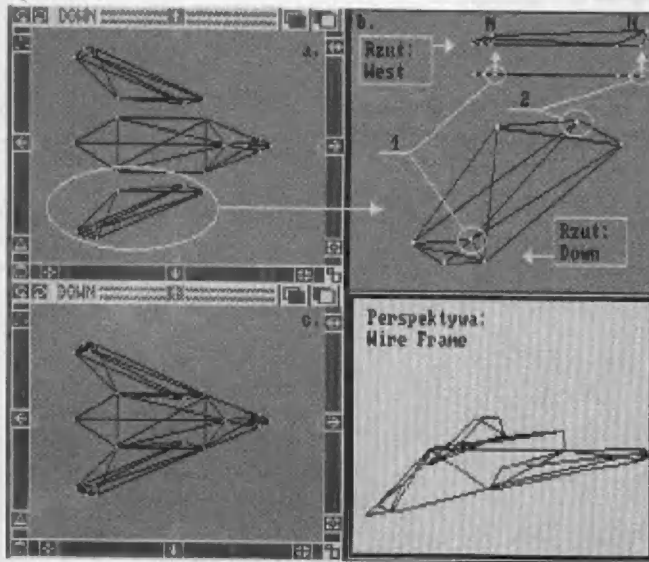 DOWN
a.
b.
N N
Rzut:
West
2
1
Rzut:
Down
DOWN
c.
Perspektywa:
Wire Frame